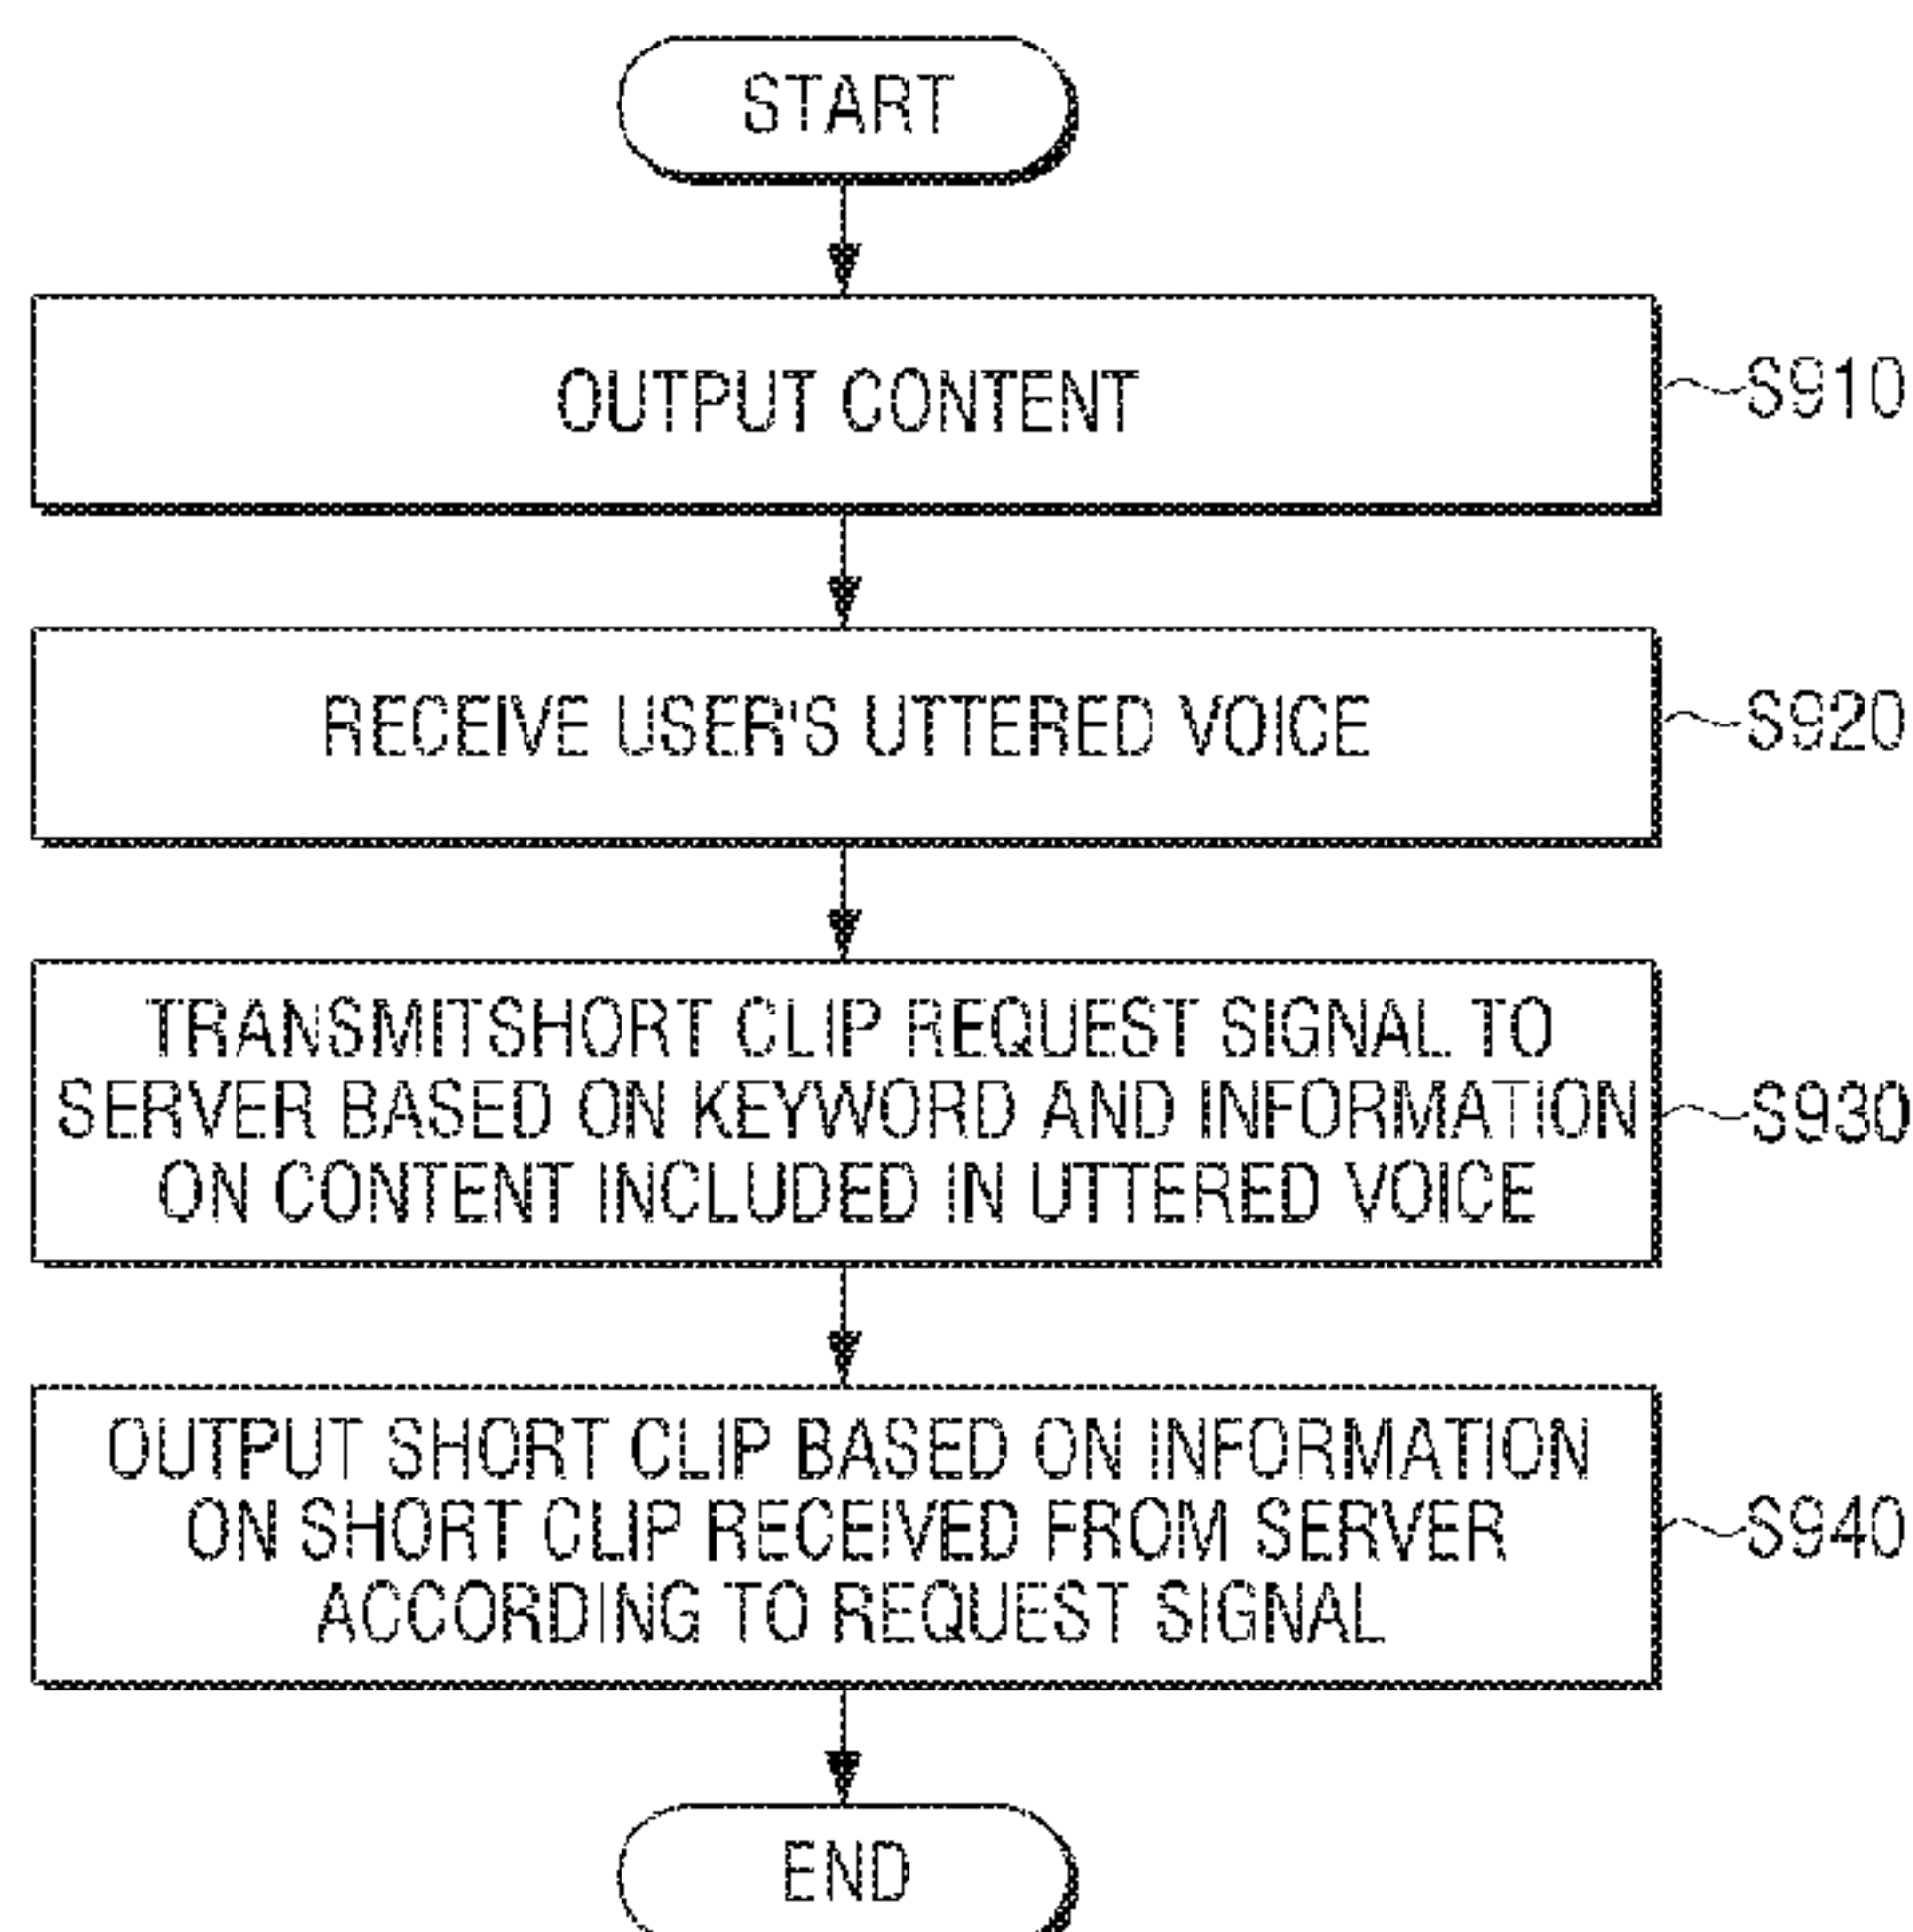 START
OUTPUT CONTENT
S910
RECEIVE USER'S UTTERED VOICE
S920
TRANSMITSHORT CLIP REQUEST SIGNAL TO
SERVER BASED ON KEYWORD AND INFORMATION
ON CONTENT INCLUDED IN UTTERED VOICE
S930
OUTPUT SHORT CLIP BASED ON INFORMATION
ON SHORT CLIP RECEIVED FROM SERVER
ACCORDING TO REQUEST SIGNAL
S940
END